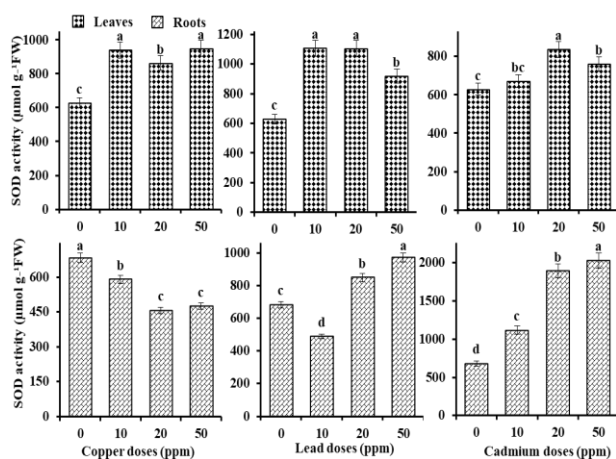 Leaves Roots
SOD activity (µmol g⁻¹FW)
1000
800
600
400
200
0
c
a
b
a
0 10 20 50
1200
1000
800
600
400
200
0
c
a
a
b
0 10 20 50
800
600
400
200
0
c
bc
a
b
0 10 20 50
SOD activity (µmol g⁻¹FW)
600
450
300
150
0
a
b
c
c
0 10 20 50
Copper doses (ppm)
1000
800
600
400
200
0
c
d
b
a
0 10 20 50
Lead doses (ppm)
2000
1500
1000
500
0
d
c
b
a
0 10 20 50
Cadmium doses (ppm)